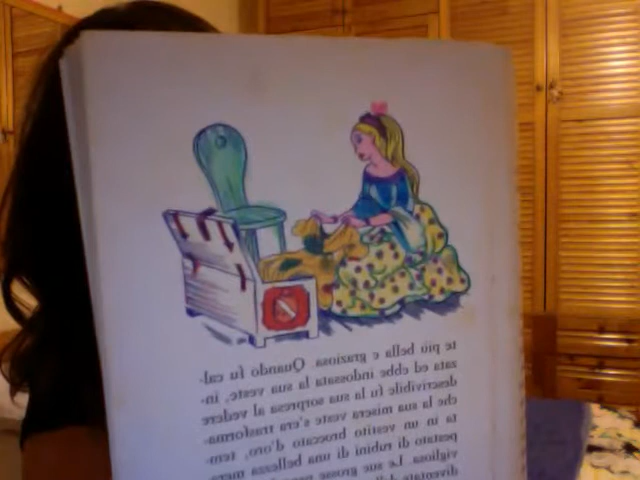 te più bella e graziosa. Quando fu cal-
zata ed ebbe indossata la sua veste, in-
descrivibile fu la sua sorpresa al vedere
che la sua misera veste s'era trasforma-
ta in un vestito broccato d'oro, tem-
pestato di rubini di una bellezza mera-
vigliosa. Le sue grosse
diventate